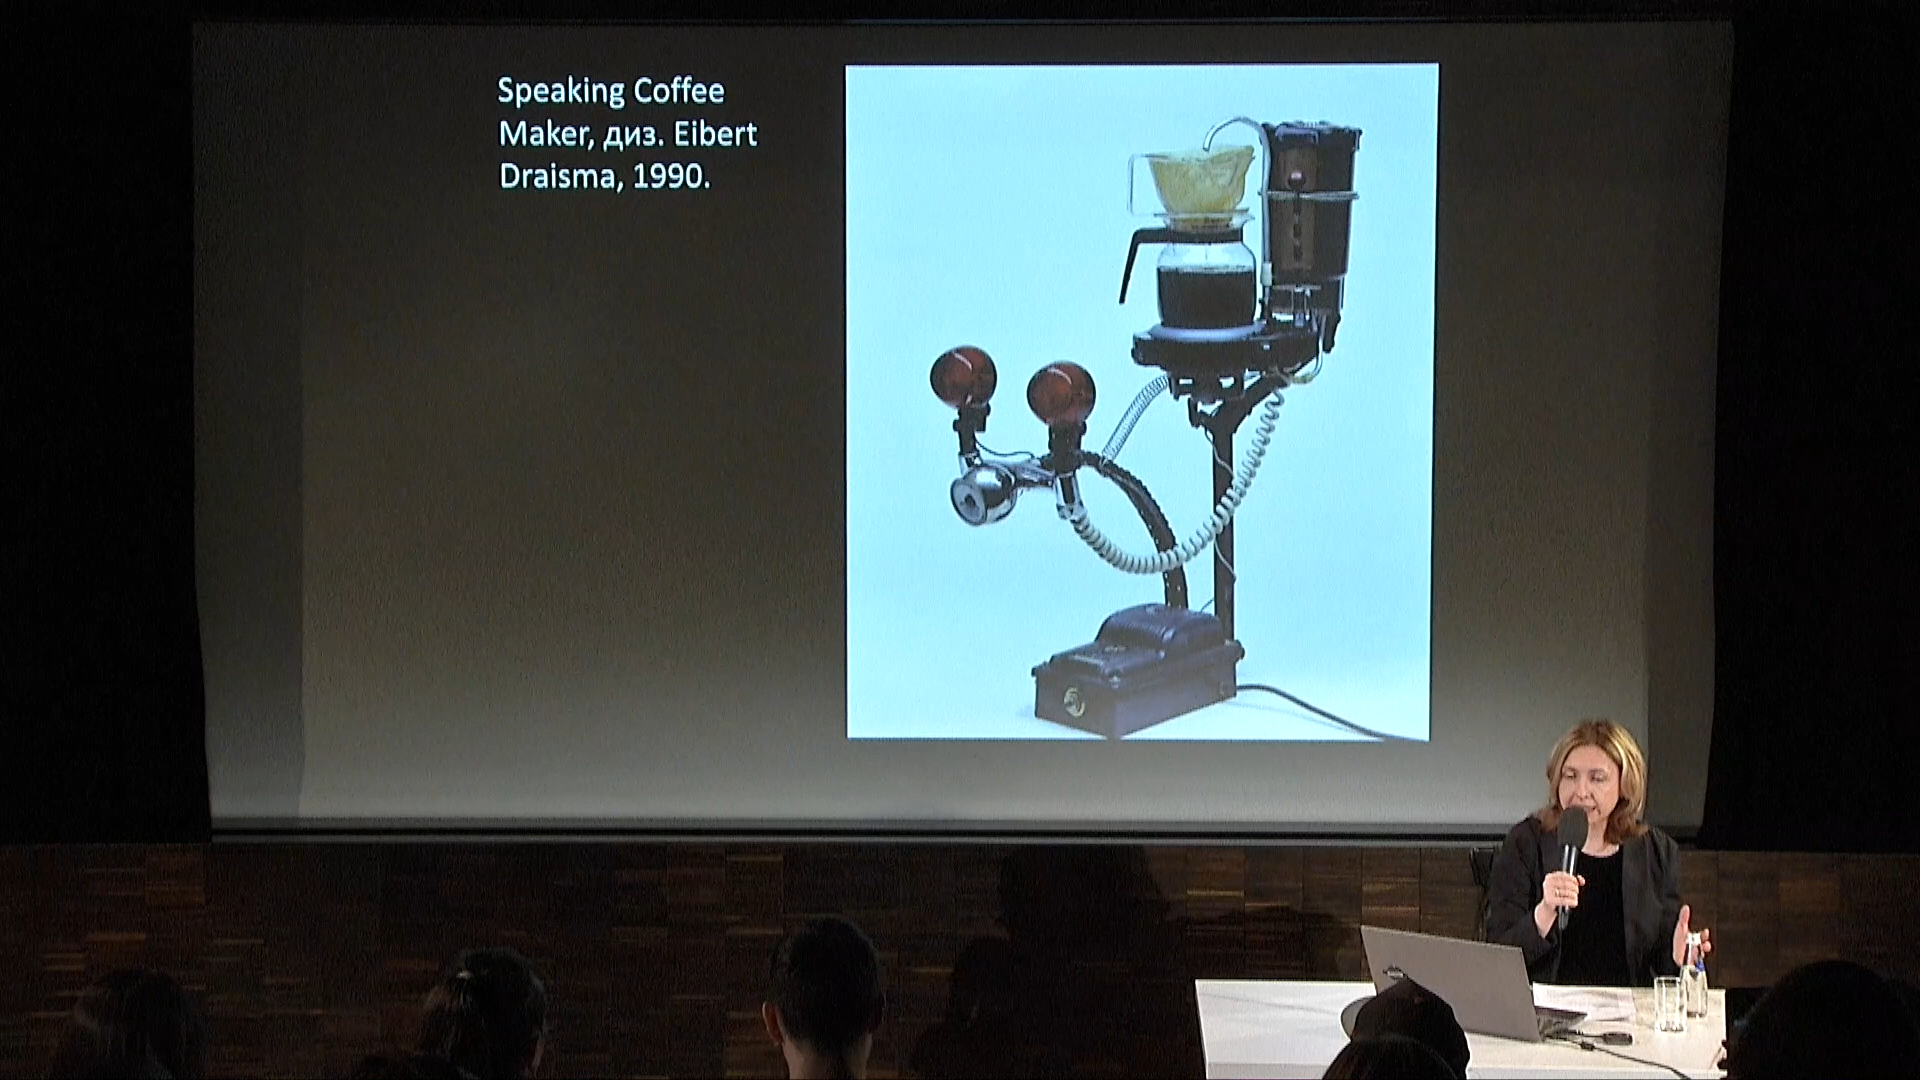 Speaking Coffee
Maker, диз. Eibert
Draisma, 1990.